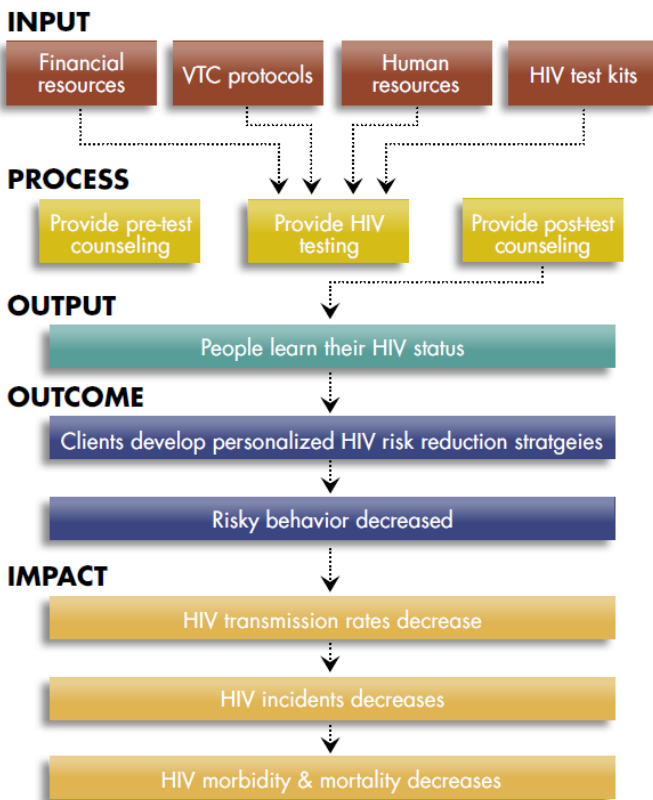 INPUT
Financial
resources
VTC protocols
Human
resources
HIV test kits
PROCESS
Provide pre-test
counseling
Provide HIV
testing
Provide post-test
counseling
OUTPUT
People learn their HIV status
OUTCOME
Clients develop personalized HIV risk reduction stratgeies
Risky behavior decreased
IMPACT
HIV transmission rates decrease
HIV incidents decreases
HIV morbidity & mortality decreases